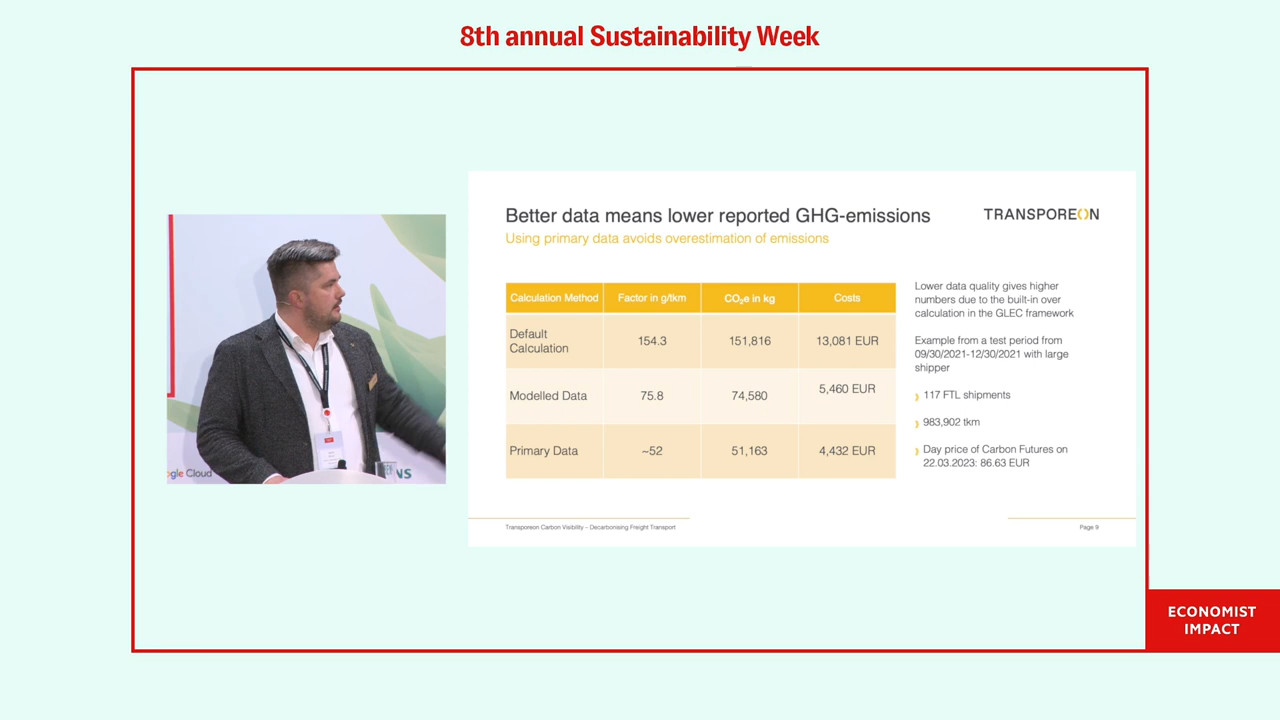 8th annual Sustainability Week
Better data means lower reported GHG-emissions
TRANSPOREON
Using primary data avoids overestimation of emissions
Calculation Method
Factor in g/tkm
CO₂e in kg
Costs
Default
Calculation
154.3
151,816
13,081 EUR
Modelled Data
75.8
74,580
5,460 EUR
Primary Data
~52
51,163
4,432 EUR
Lower data quality gives higher
numbers due to the built-in over
calculation in the GLEC framework
Example from a test period from
09/30/2021-12/30/2021 with large
shipper
117 FTL shipments
983,902 tkm
Day price of Carbon Futures on
22.03.2023: 86.63 EUR
Transporeon Carbon Visibility – Decarbonising Freight Transport
Page 9
gle Cloud
NS
ECONOMIST
IMPACT